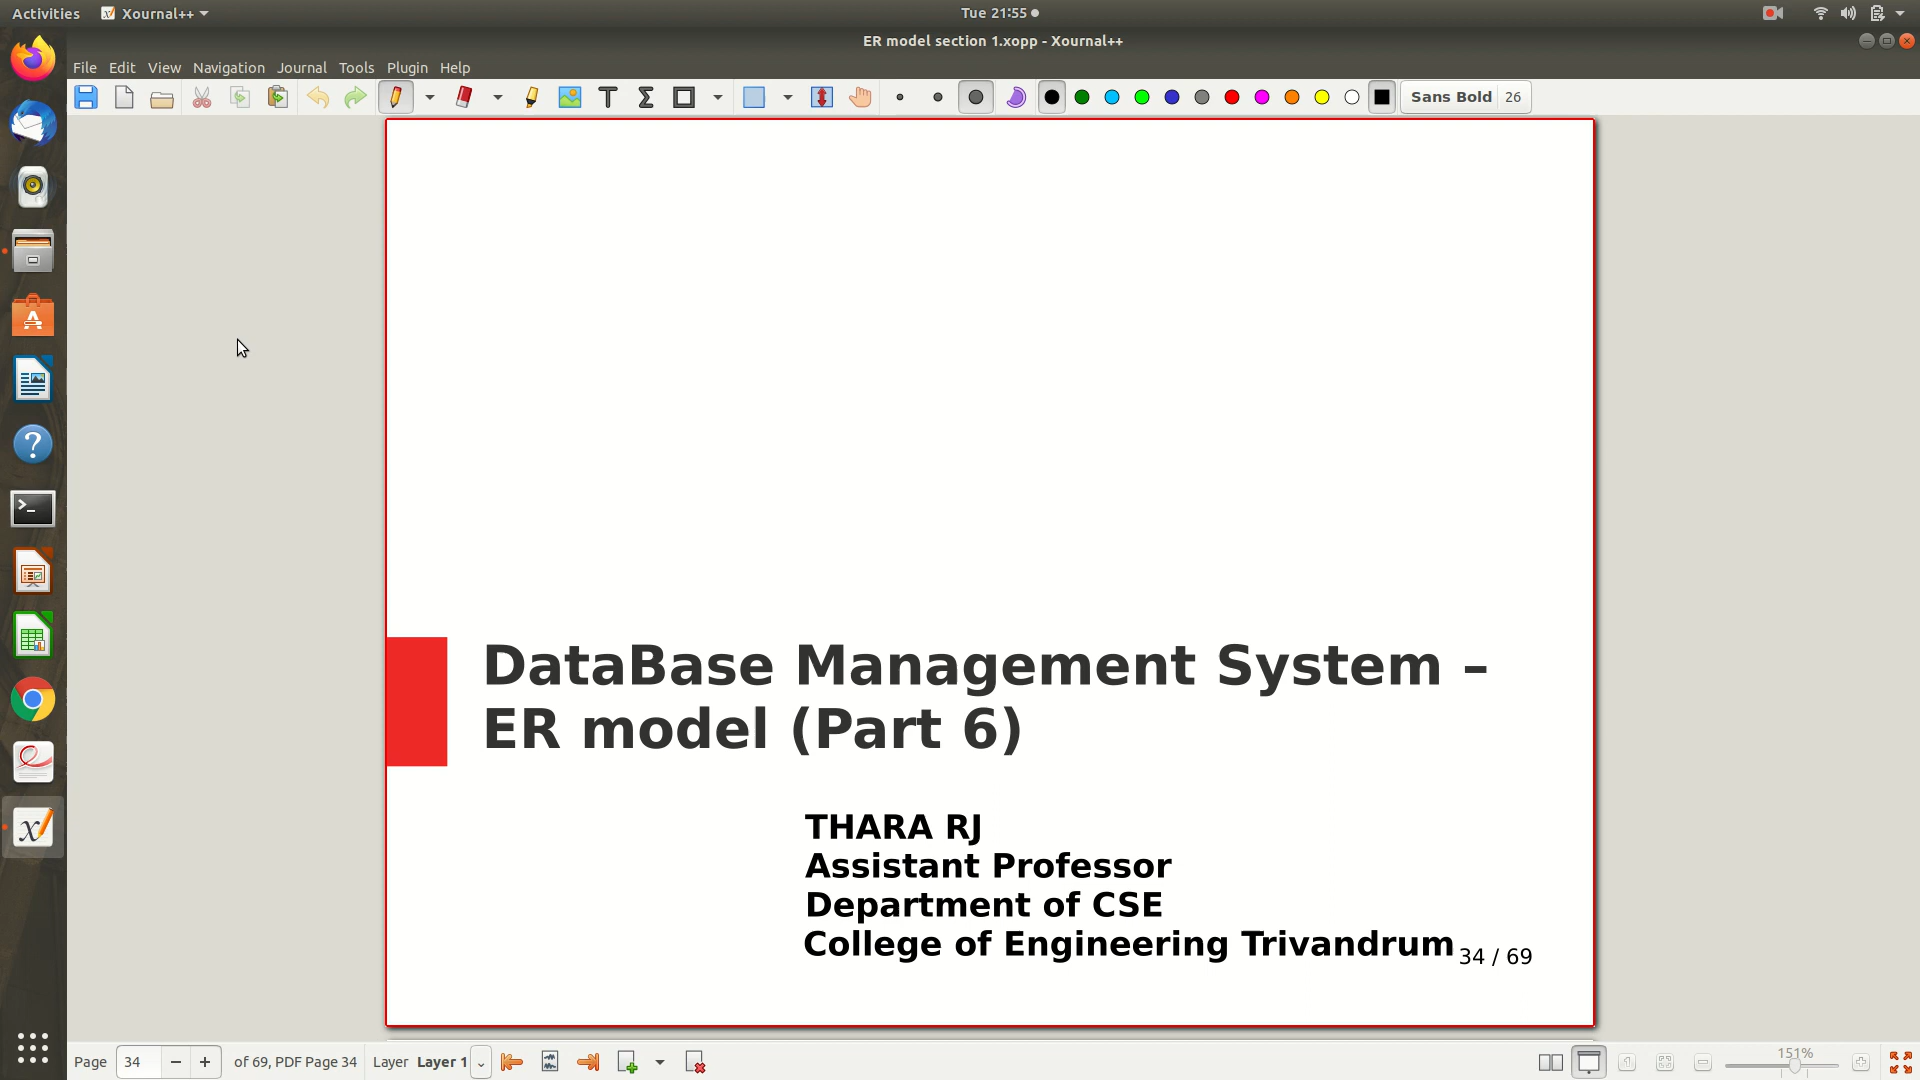 Activities Xournal++ Tue 21:55
ER model section 1.xopp - Xournal++
File Edit View Navigation Journal Tools Plugin Help
Sans Bold 26
DataBase Management System –
ER model (Part 6)
THARA RJ
Assistant Professor
Department of CSE
College of Engineering Trivandrum
34 / 69
Page 34 of 69, PDF Page 34 Layer Layer 1 151%